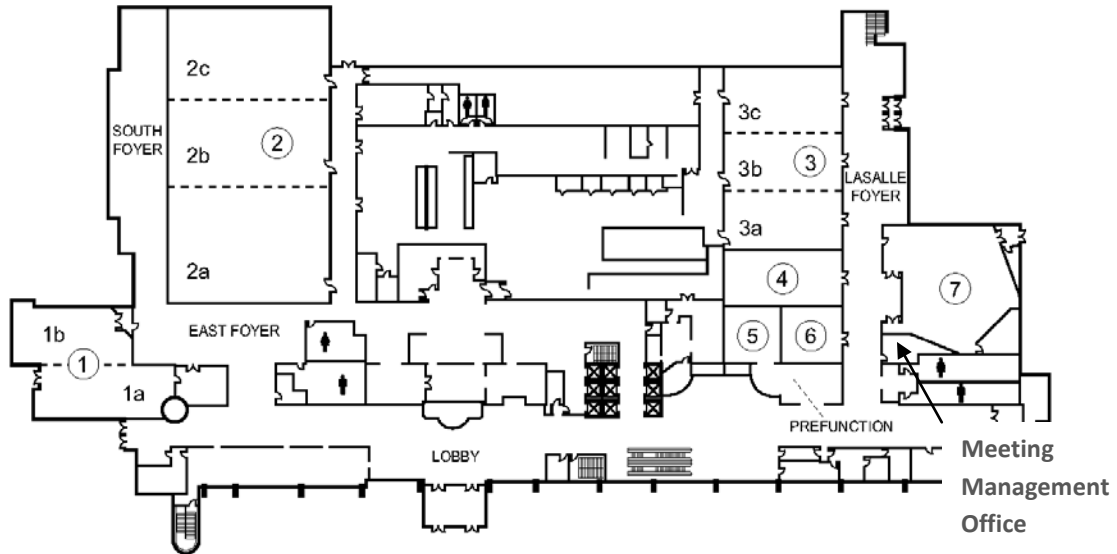 2c
SOUTH
FOYER
2
2b
2a
3c
3
3b
LASALLE
FOYER
3a
4
7
1b
EAST FOYER
5
6
1
1a
PREFUNCTION
LOBBY
Meeting
Management
Office